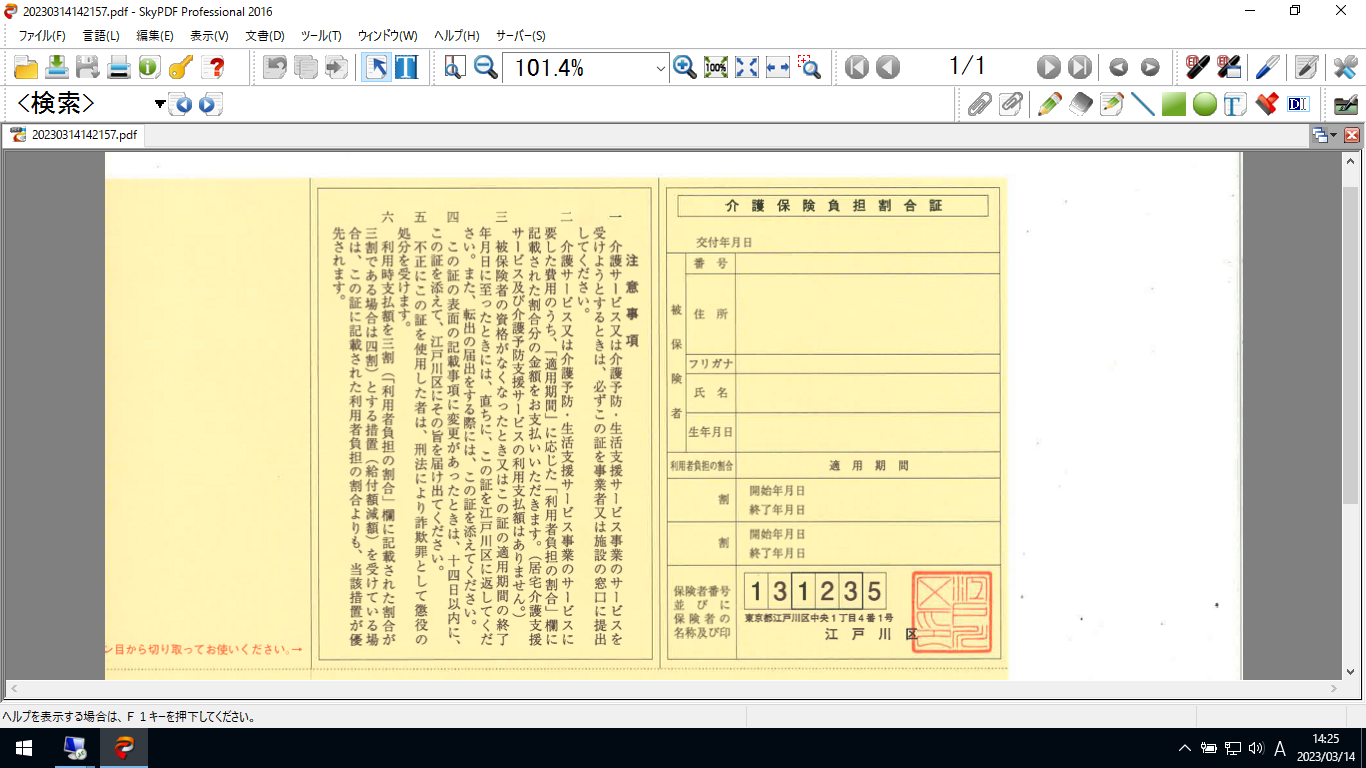 20230314142157.pdf - SkyPDF Professional 2016
ファイル(F) 言語(L) 編集(E) 表示(V) 文書(D) ツール(T) ウィンドウ(W) ヘルプ(H) サーバー(S)
101.4%
100%
1/1
<検索>
20230314142157.pdf
介護保険負担割合証
交付年月日
被保険者
番号
住所
フリガナ
氏名
生年月日
利用者負担の割合 適用期間
割 開始年月日
終了年月日
割 開始年月日
終了年月日
保険者番号
並びに
保険者の
名称及び印
131235
東京都江戸川区中央1丁目4番1号
江戸川区
注意事項
一 介護サービス又は介護予防・生活支援サービス事業のサービスを
受けようとするときは、必ずこの証を事業者又は施設の窓口に提出
してください。
二 介護サービス又は介護予防・生活支援サービス事業のサービスに
要した費用のうち、「適用期間」に応じた「利用者負担の割合」欄に
記載された割合分の金額をお支払いいただきます。（居宅介護支援
サービス及び介護予防支援サービスの利用支払額はありません。）
三 被保険者の資格がなくなったとき又はこの証の適用期間の終了
年月日に至ったときには、直ちに、この証を江戸川区に返してくだ
さい。また、転出の届出をする際には、この証を添えてください。
四 この証の表面の記載事項に変更があったときは、十四日以内に、
この証を添えて、江戸川区にその旨を届け出てください。
五 不正にこの証を使用した者は、刑法により詐欺罪として懲役の
処分を受けます。
六 利用時支払額を三割（「利用者負担の割合」欄に記載された割合が
三割である場合は四割）とする措置（給付額減額）を受けている場
合は、この証に記載された利用者負担の割合よりも、当該措置が優
先されます。
ン目から切り取ってお使いください。→
ヘルプを表示する場合は、F1キーを押下してください。
A
14:25
2023/03/14